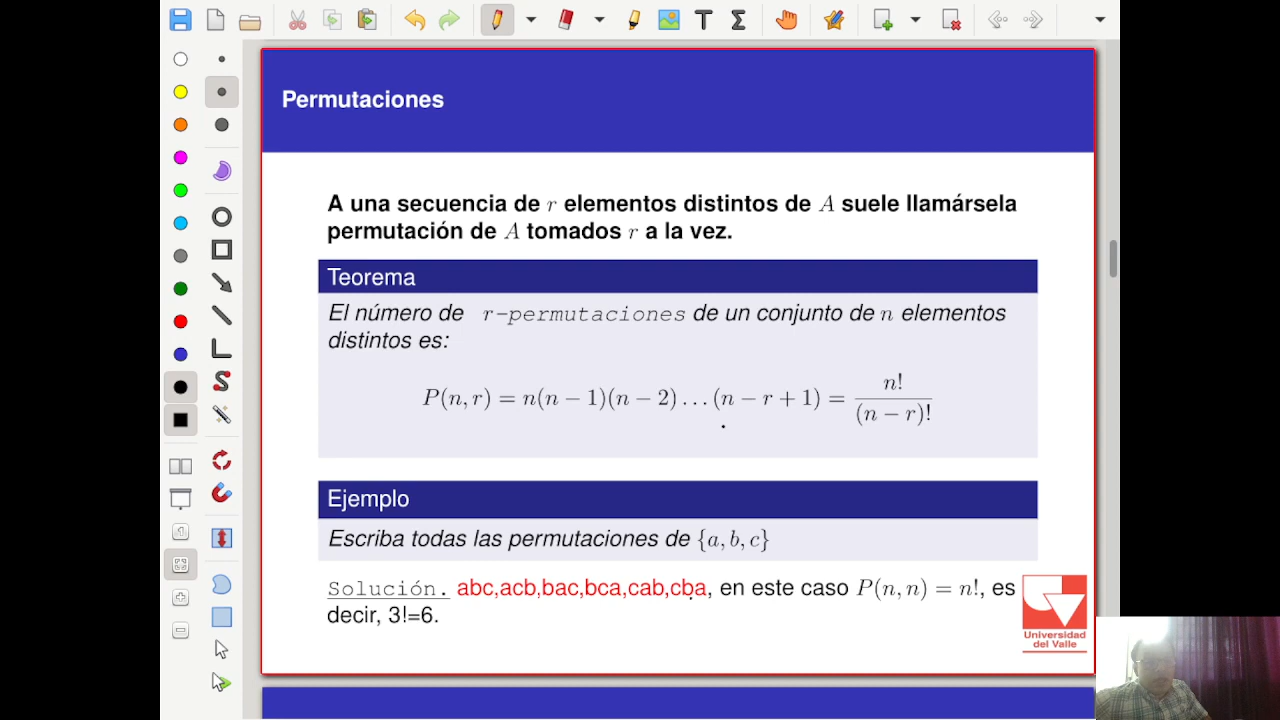 Permutaciones
A una secuencia de r elementos distintos de A suele llamársela
permutación de A tomados r a la vez.
Teorema
El número de r-permutaciones de un conjunto de n elementos
distintos es:
P(n, r) = n(n − 1)(n − 2) . . . (n − r + 1) = n! / (n − r)!
Ejemplo
Escriba todas las permutaciones de {a, b, c}
Solución. abc,acb,bac,bca,cab,cba, en este caso P(n, n) = n!, es
decir, 3!=6.
Universidad
del Valle